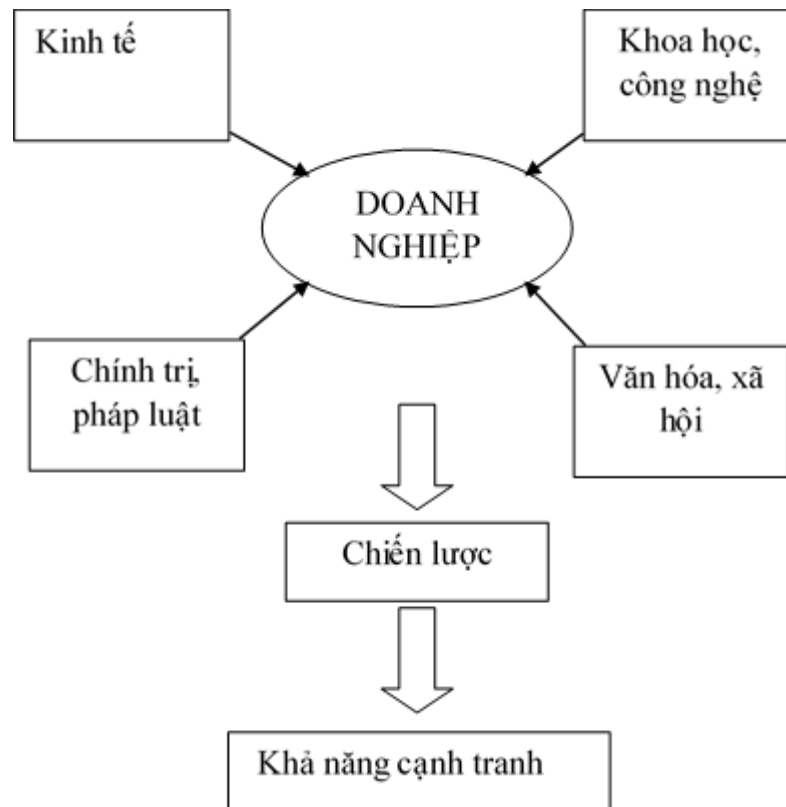 Kinh tế
Khoa học,
công nghệ
DOANH
NGHIỆP
Chính trị,
pháp luật
Văn hóa, xã
hội
Chiến lược
Khả năng cạnh tranh